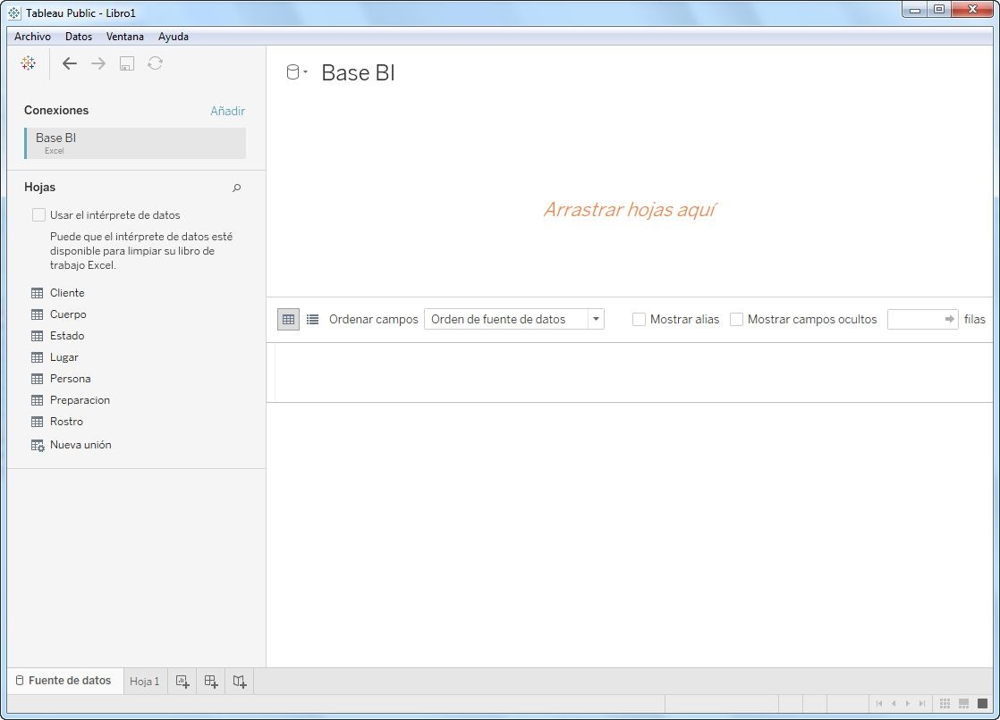 Tableau Public - Libro1
Archivo Datos Ventana Ayuda
Base BI
Conexiones Añadir
Base BI
Excel
Hojas
Usar el intérprete de datos
Puede que el intérprete de datos esté
disponible para limpiar su libro de
trabajo Excel.
Cliente
Cuerpo
Estado
Lugar
Persona
Preparacion
Rostro
Nueva unión
Arrastrar hojas aquí
Ordenar campos Orden de fuente de datos Mostrar alias Mostrar campos ocultos filas
Fuente de datos Hoja 1